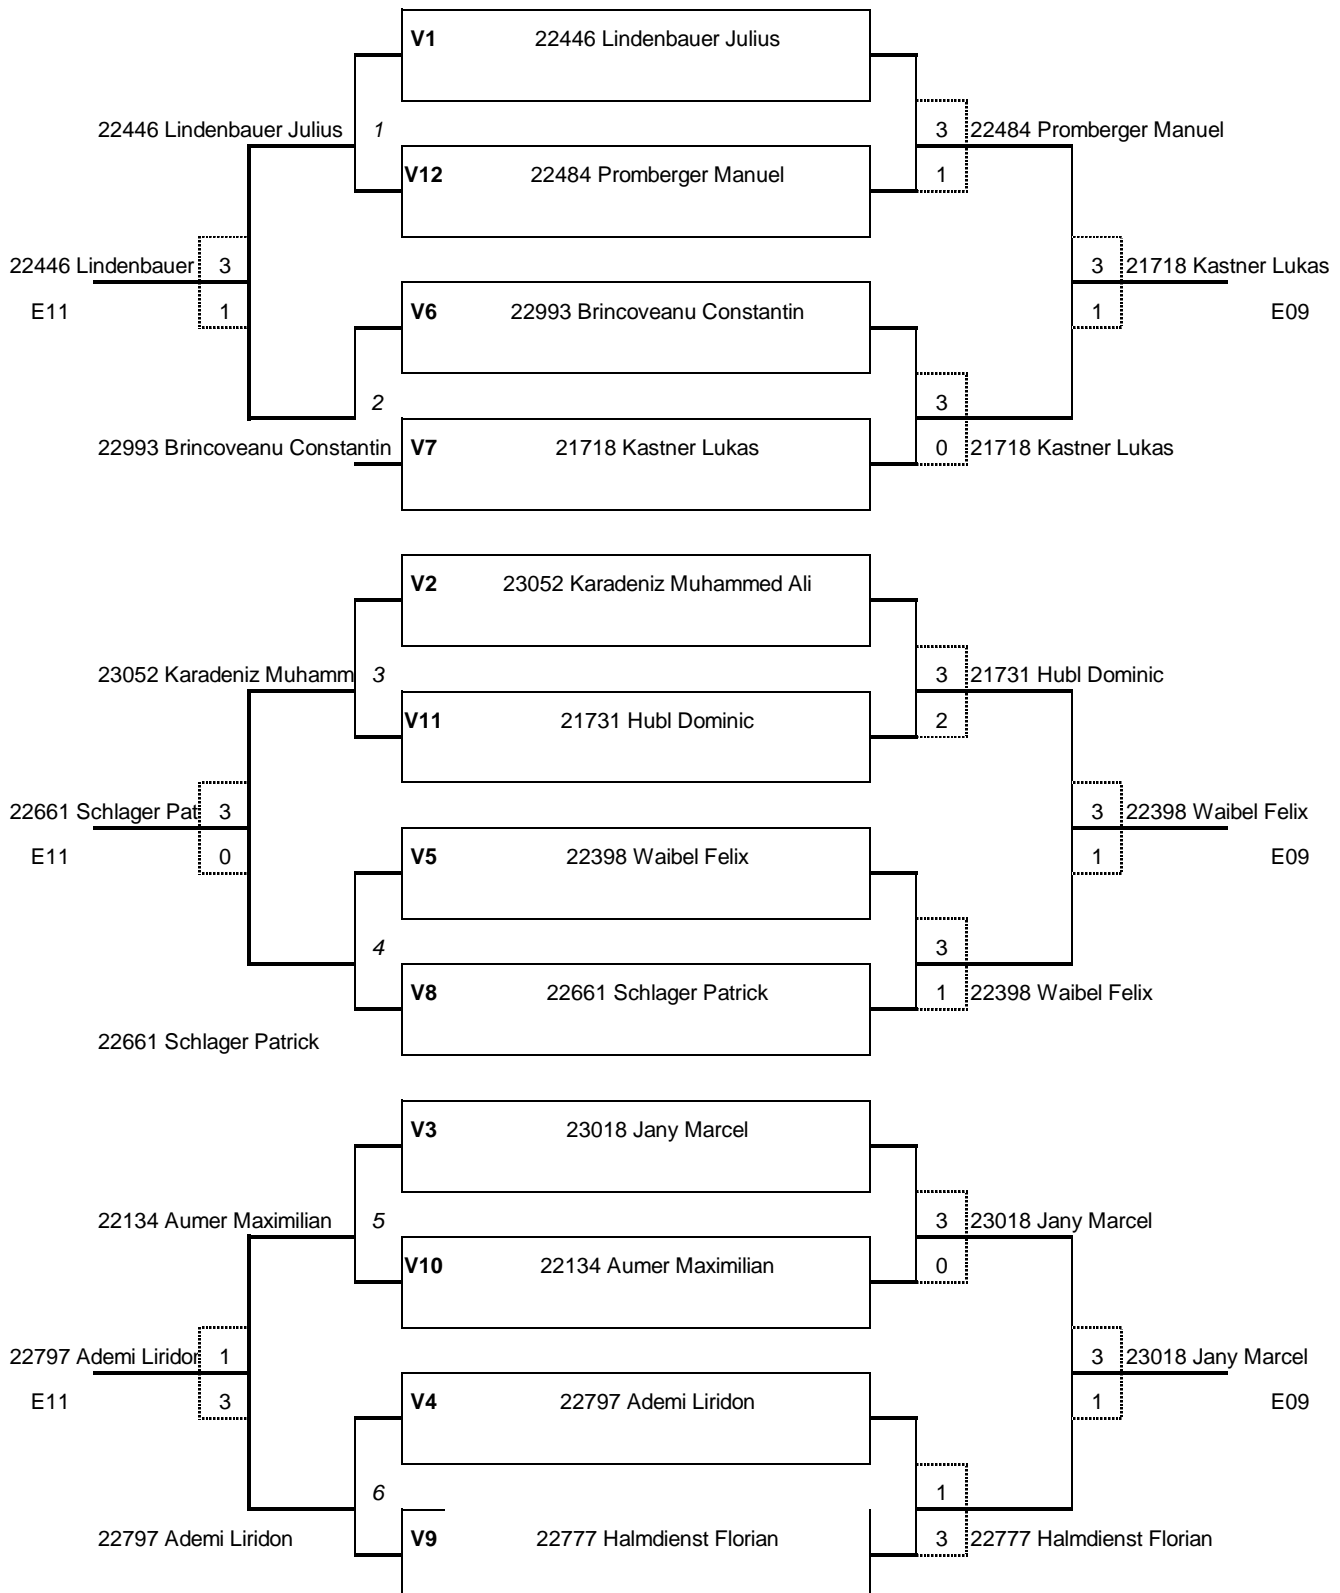 V1 22446 Lindenbauer Julius
22446 Lindenbauer Julius 1 3 22484 Promberger Manuel
V12 22484 Promberger Manuel 1
22446 Lindenbauer 3 3 21718 Kastner Lukas
E11 1 V6 22993 Brincoveanu Constantin 1 E09
2 3
22993 Brincoveanu Constantin V7 21718 Kastner Lukas 0 21718 Kastner Lukas
V2 23052 Karadeniz Muhammed Ali
23052 Karadeniz Muhamm 3 3 21731 Hubl Dominic
V11 21731 Hubl Dominic 2
22661 Schlager Pat 3 3 22398 Waibel Felix
E11 0 V5 22398 Waibel Felix 1 E09
4 3
V8 22661 Schlager Patrick 1 22398 Waibel Felix
22661 Schlager Patrick
V3 23018 Jany Marcel
22134 Aumer Maximilian 5 3 23018 Jany Marcel
V10 22134 Aumer Maximilian 0
22797 Ademi Liridon 1 3 23018 Jany Marcel
E11 3 V4 22797 Ademi Liridon 1 E09
6 1
22797 Ademi Liridon V9 22777 Halmdienst Florian 3 22777 Halmdienst Florian